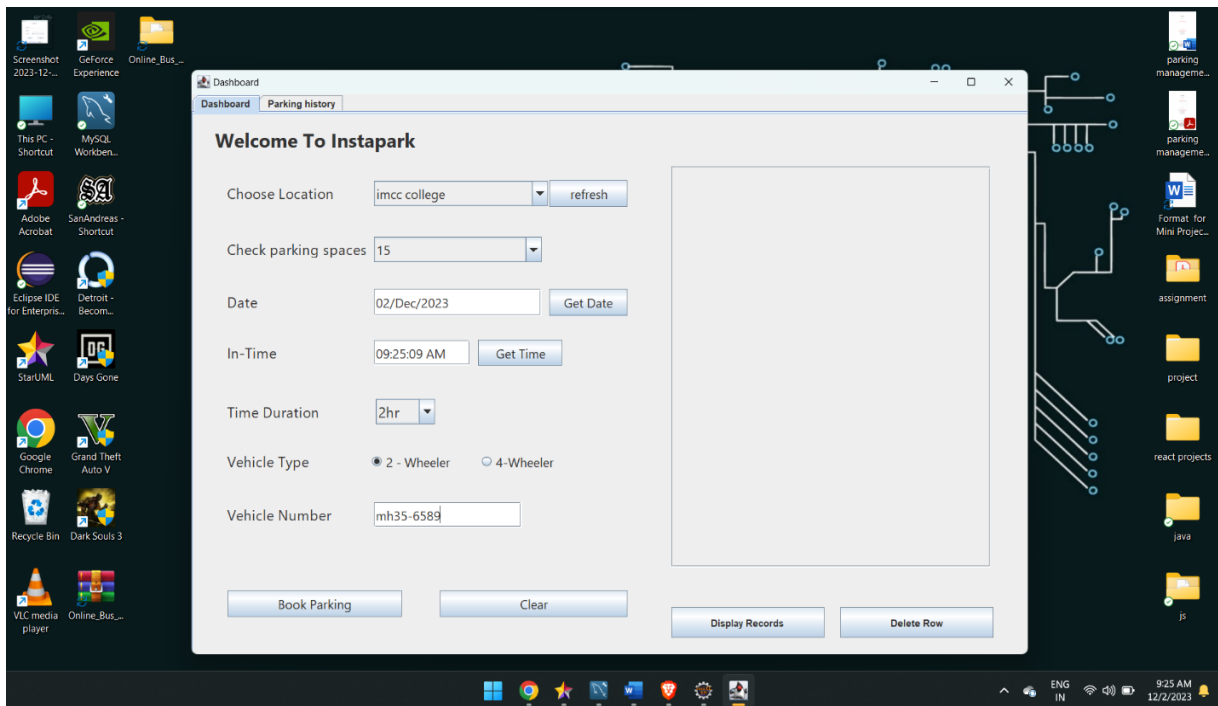 Screenshot
2023-12-...
GeForce
Experience
Online_Bus_...
This PC -
Shortcut
MySQL
Workben...
Adobe
Acrobat
SanAndreas -
Shortcut
Eclipse IDE
for Enterpris...
Detroit -
Becom...
StarUML
Days Gone
Google
Chrome
Grand Theft
Auto V
Recycle Bin
Dark Souls 3
VLC media
player
Online_Bus_...
Dashboard
Dashboard
Parking history
Welcome To Instapark
Choose Location
imcc college
refresh
Check parking spaces
15
Date
02/Dec/2023
Get Date
In-Time
09:25:09 AM
Get Time
Time Duration
2hr
Vehicle Type
2 - Wheeler
4-Wheeler
Vehicle Number
mh35-6589
Book Parking
Clear
Display Records
Delete Row
parking
manageme...
parking
manageme...
Format for
Mini Projec...
assignment
project
react projects
java
js
ENG
IN
9:25 AM
12/2/2023